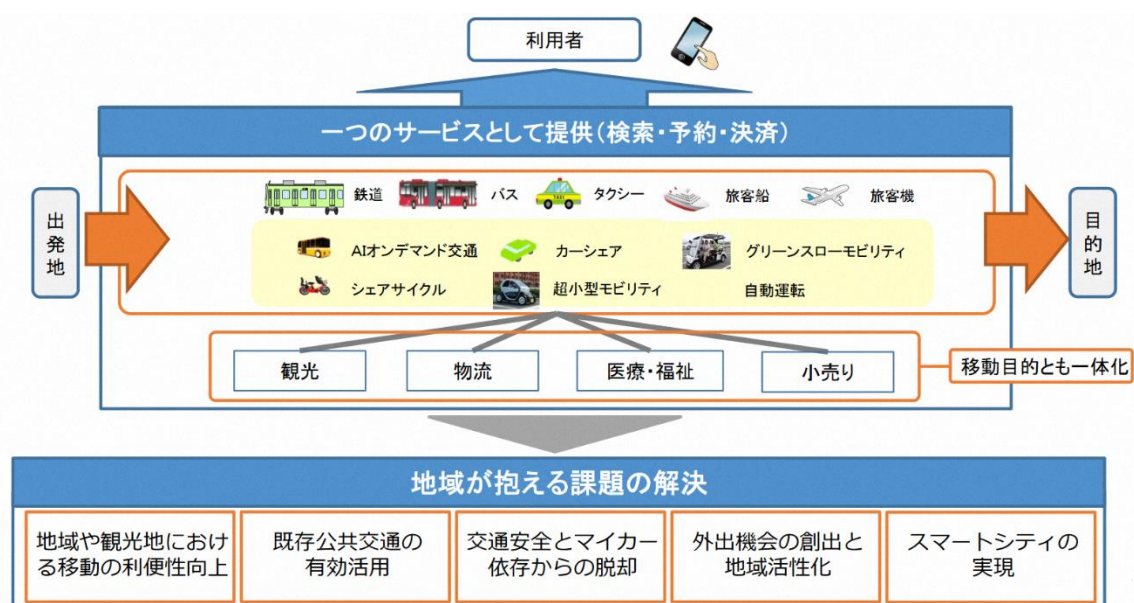 利用者
一つのサービスとして提供（検索・予約・決済）
出発地
鉄道 バス タクシー 旅客船 旅客機
TAXI
AIオンデマンド交通 カーシェア グリーンスローモビリティ
シェアサイクル 超小型モビリティ 自動運転
目的地
観光 物流 医療・福祉 小売り
移動目的とも一体化
地域が抱える課題の解決
地域や観光地におけ
る移動の利便性向上
既存公共交通の
有効活用
交通安全とマイカー
依存からの脱却
外出機会の創出と
地域活性化
スマートシティの
実現